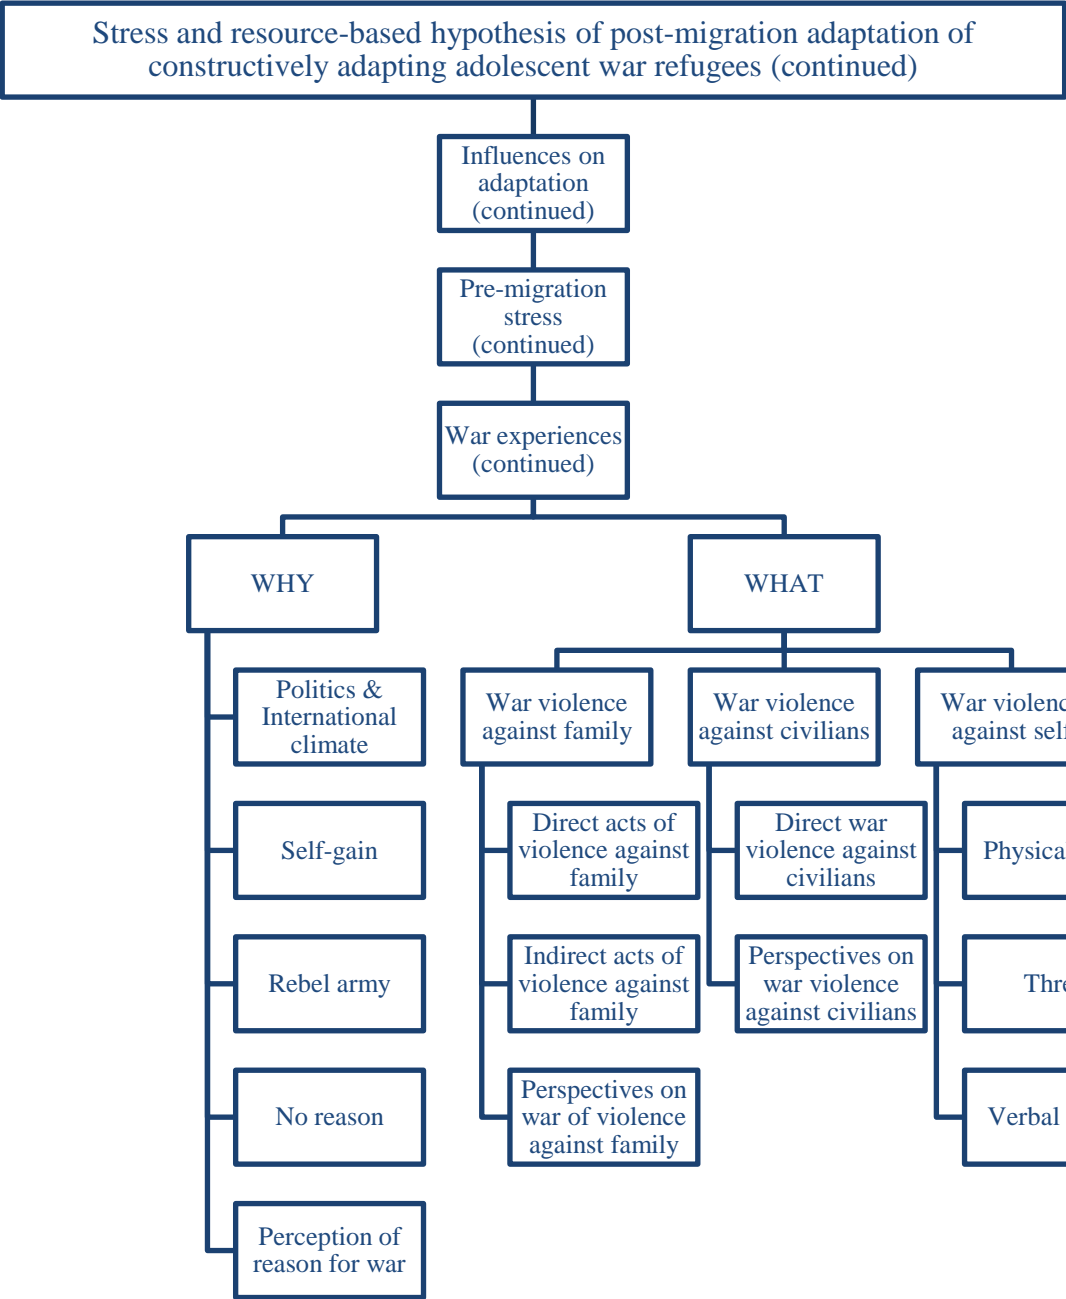 Stress and resource-based hypothesis of post-migration adaptation of
constructively adapting adolescent war refugees (continued)
Influences on
adaptation
(continued)
Pre-migration
stress
(continued)
War experiences
(continued)
WHY
WHAT
Politics &
International
climate
Self-gain
Rebel army
No reason
Perception of
reason for war
War violence
against family
Direct acts of
violence against
family
Indirect acts of
violence against
family
Perspectives on
war of violence
against family
War violence
against civilians
Direct war
violence against
civilians
Perspectives on
war violence
against civilians
War
against
Verbal